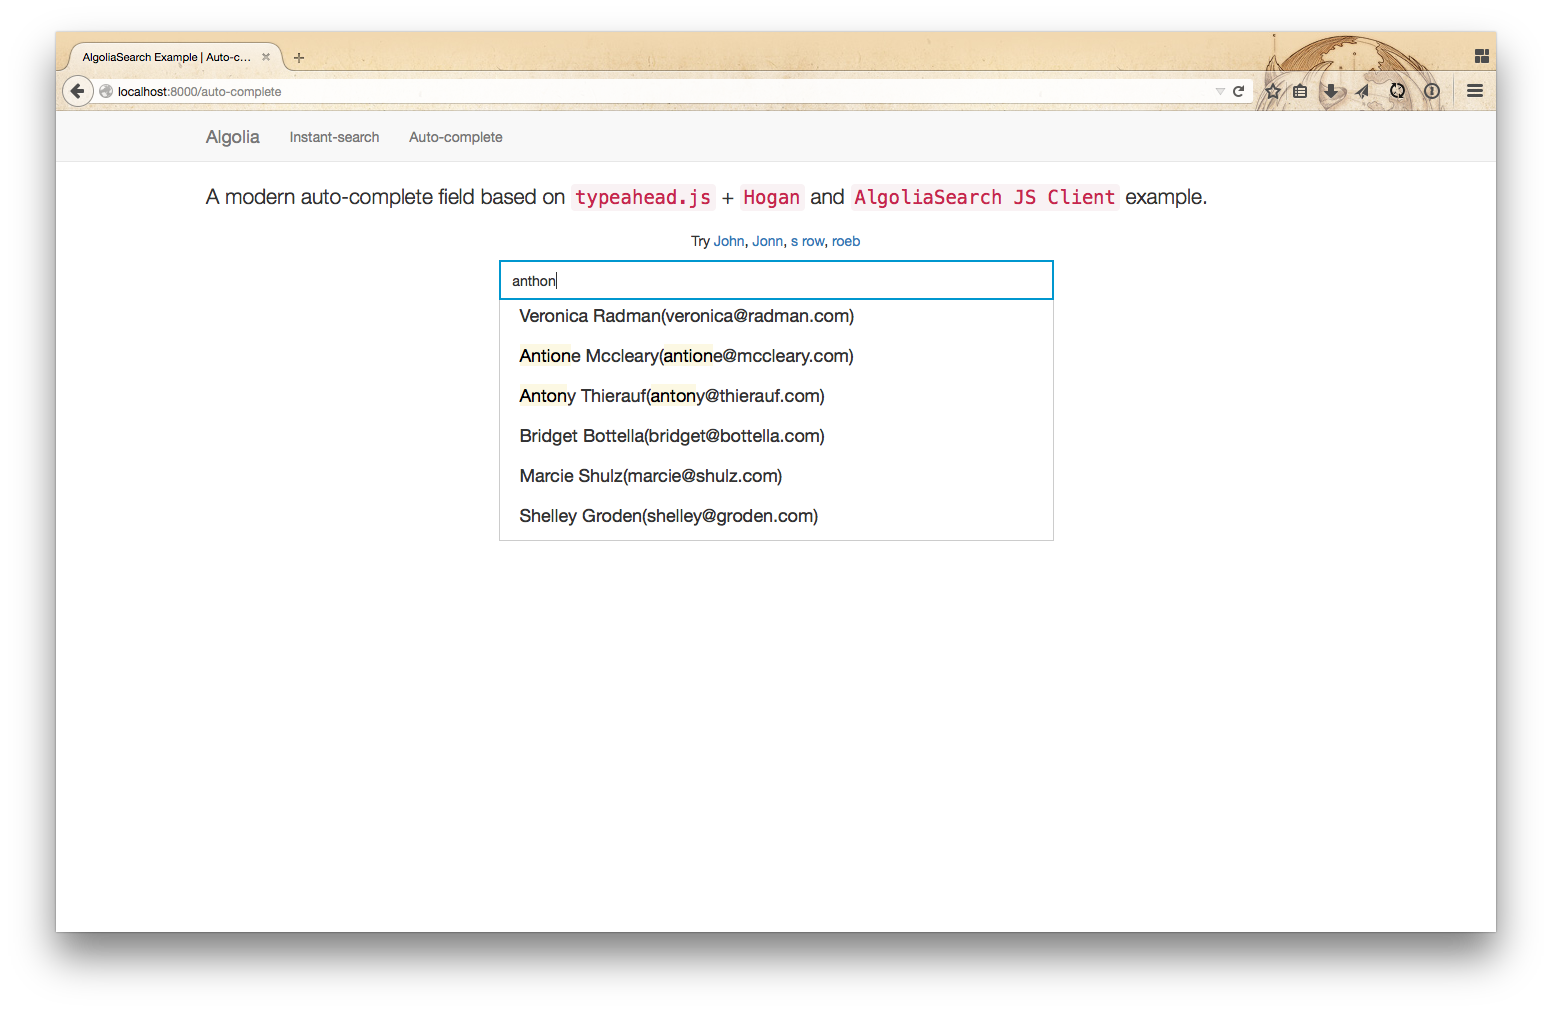 AlgoliaSearch Example | Auto-c...
localhost:8000/auto-complete
Algolia Instant-search Auto-complete
A modern auto-complete field based on typeahead.js + Hogan and AlgoliaSearch JS Client example.
Try John, Jonn, s row, roeb
anthon
Veronica Radman(veronica@radman.com)
Antione Mccleary(antione@mccleary.com)
Antony Thierauf(antony@thierauf.com)
Bridget Bottella(bridget@bottella.com)
Marcie Shulz(marcie@shulz.com)
Shelley Groden(shelley@groden.com)